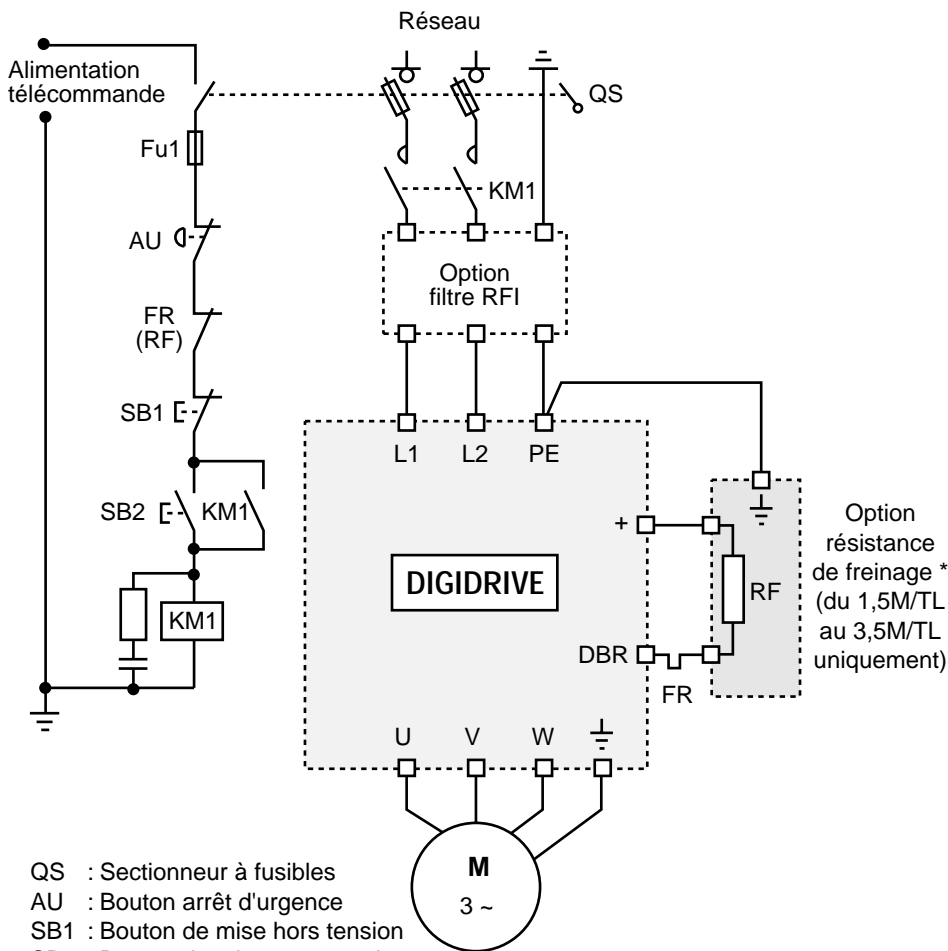 Réseau
Alimentation
télécommande
QS
Fu1
KM1
AU
Option
filtre RFI
FR
(RF)
SB1
L1 L2 PE
SB2 KM1
+
Option
résistance
de freinage *
(du 1,5M/TL
au 3,5M/TL
uniquement)
DIGIDRIVE
RF
KM1
DBR
FR
U V W
M
3 ~
QS : Sectionneur à fusibles
AU : Bouton arrêt d'urgence
SB1 : Bouton de mise hors tension